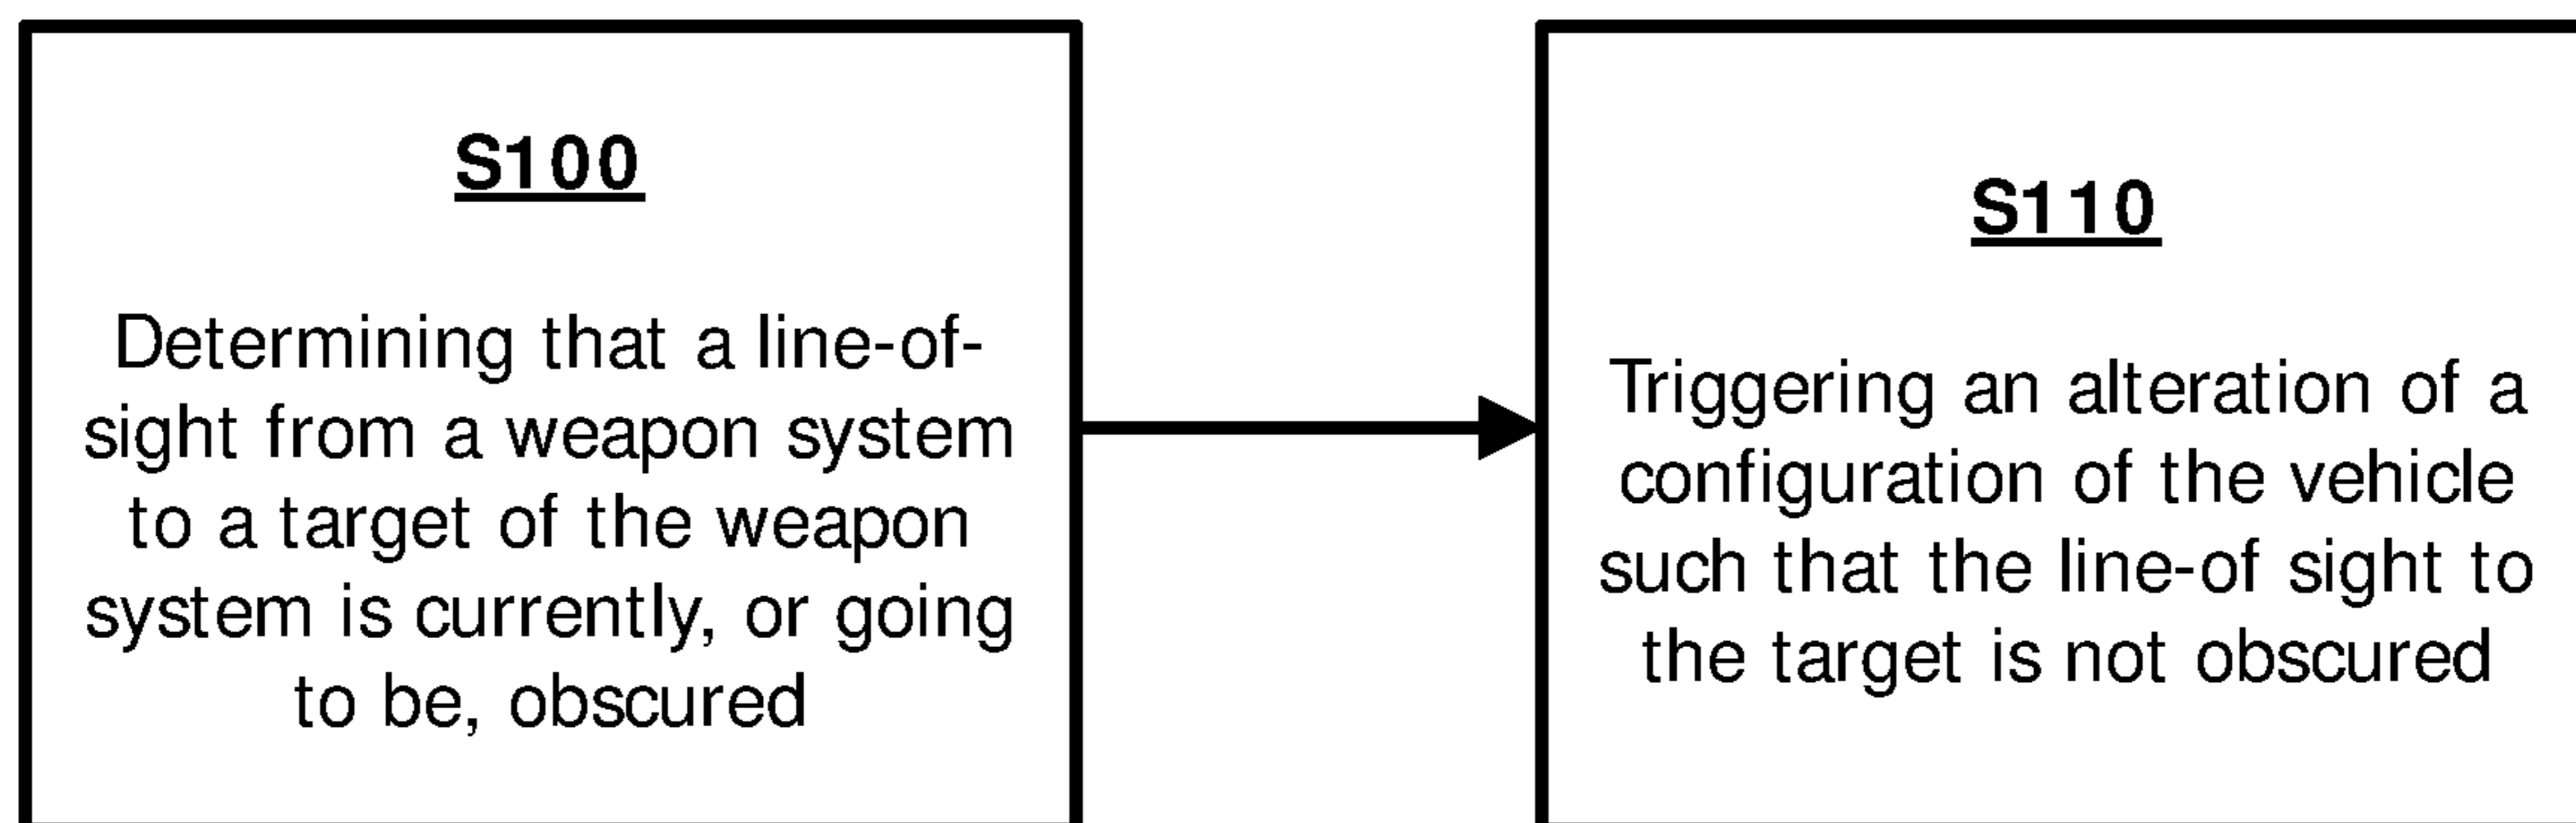 S100
Determining that a line-of-
sight from a weapon system
to a target of the weapon
system is currently, or going
to be, obscured
S110
Triggering an alteration of a
configuration of the vehicle
such that the line-of sight to
the target is not obscured